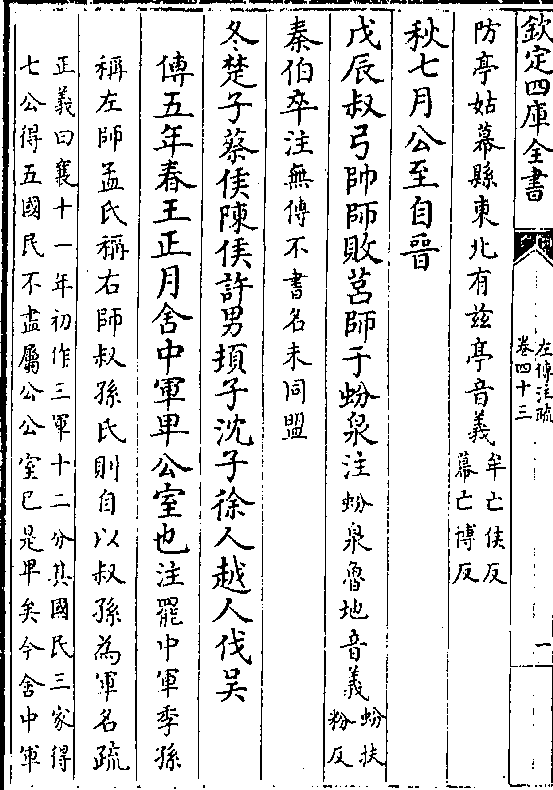 欽定四庫全書
左傳注疏
卷四十三
一
防亭姑幕縣東北有兹亭音義
牟亡侯反
幕亡博反
秋七月公至自晉
戊辰叔弓帥師敗莒師于蚡泉注蚡泉魯地音義
蚡扶
粉反
秦伯卒注無傳不書名未同盟
冬楚子蔡侯陳侯許男頓子沈子徐人越人伐吳
傳五年春王正月舍中軍卑公室也注罷中軍季孫
稱左師孟氏稱右師叔孫氏則自以叔孫為軍名疏
正義曰襄十一年初作三軍十二分其國民三家得
七公得五國民不盡屬公公室已是卑矣今舍中軍